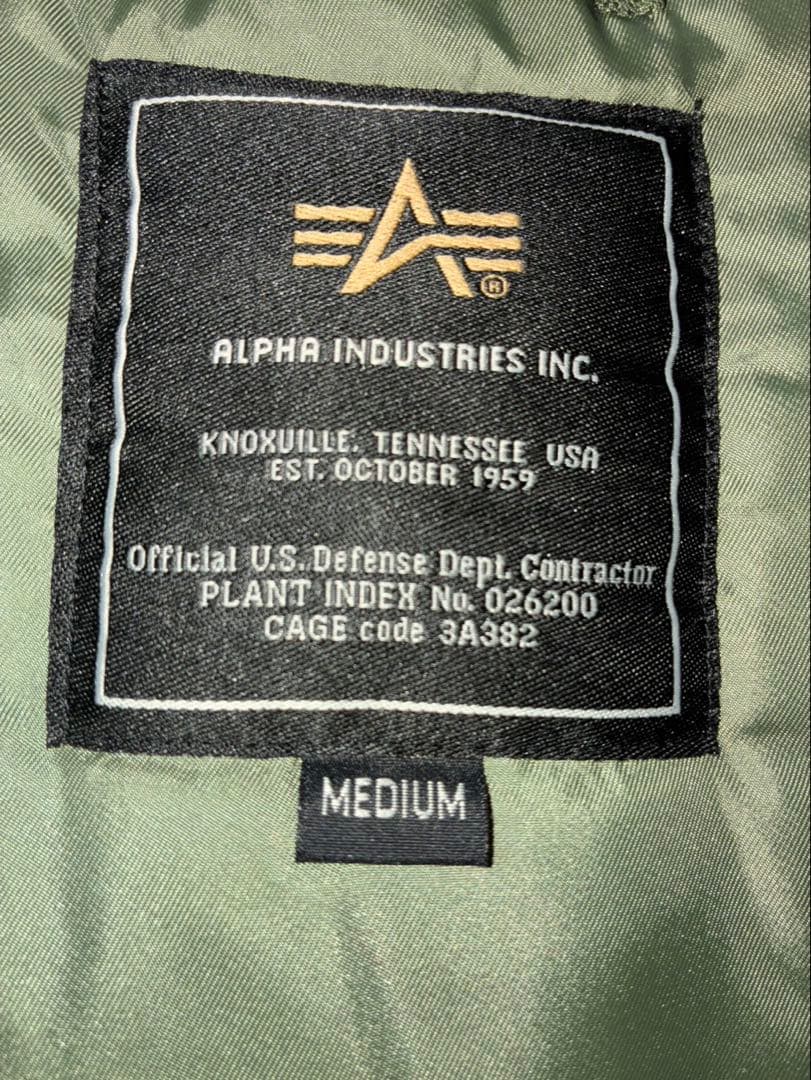 ®
ALPHA INDUSTRIES INC.
KNOXVILLE, TENNESSEE USA
EST. OCTOBER 1959
Official U.S. Defense Dept. Contractor
PLANT INDEX No. 026200
CAGE code 3A382
MEDIUM